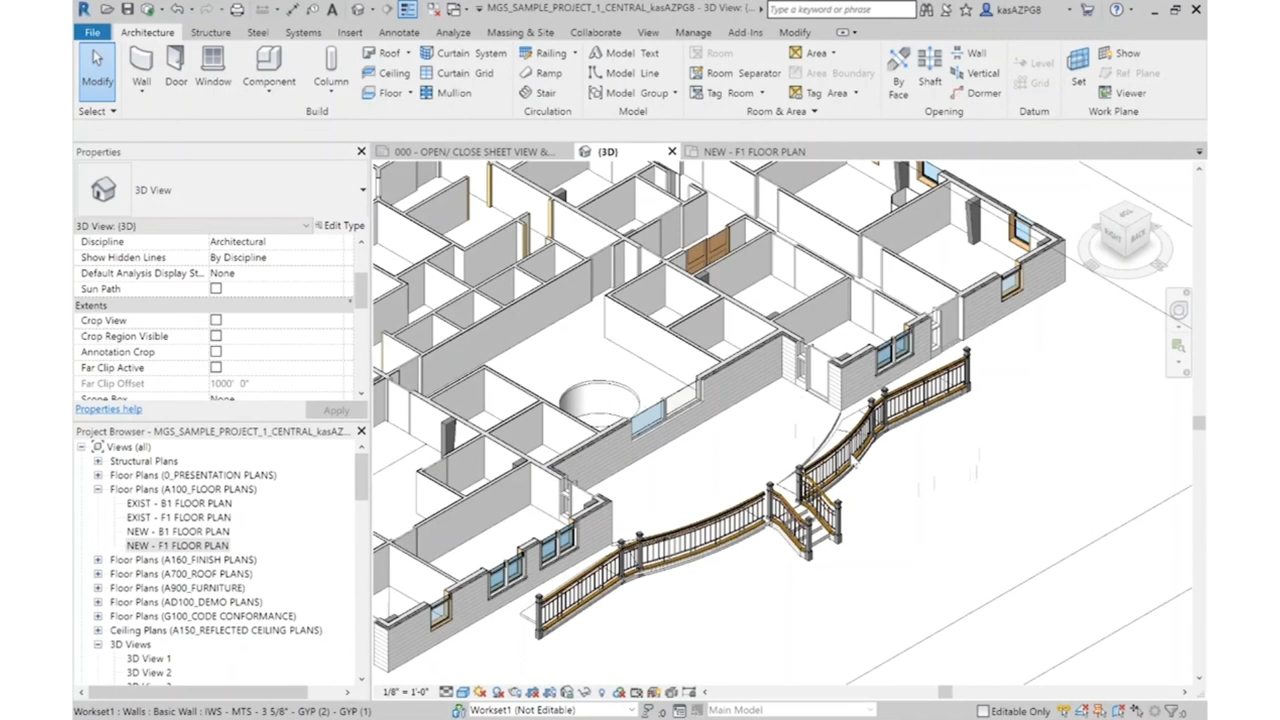 MGS_SAMPLE_PROJECT_1_CENTRAL_kasAZPG8 - 3D View: {... Type a keyword or phrase kasAZPG8
File Architecture Structure Steel Systems Insert Annotate Analyze Massing & Site Collaborate View Manage Add-Ins Modify
Modify Wall Door Window Component Column
Roof Curtain System
Ceiling Curtain Grid
Floor Mullion
Railing
Ramp
Stair
Model Text
Model Line
Model Group
Room Area
Room Separator Area Boundary
Tag Room Tag Area
By Face Shaft
Wall
Vertical
Dormer
Level
Grid
Set
Show
Ref Plane
Viewer
Select Build Circulation Model Room & Area Opening Datum Work Plane
Properties
000 - OPEN/ CLOSE SHEET VIEW &... {3D} NEW - F1 FLOOR PLAN
3D View
3D View: {3D} Edit Type
Discipline Architectural
Show Hidden Lines By Discipline
Default Analysis Display St... None
Sun Path
Extents
Crop View
Crop Region Visible
Annotation Crop
Far Clip Active
Far Clip Offset 1000' 0"
Scope Box None
Properties help Apply
TOP
RIGHT BACK
Project Browser - MGS_SAMPLE_PROJECT_1_CENTRAL_kasAZ...
Views (all)
Structural Plans
Floor Plans (0_PRESENTATION PLANS)
Floor Plans (A100_FLOOR PLANS)
EXIST - B1 FLOOR PLAN
EXIST - F1 FLOOR PLAN
NEW - B1 FLOOR PLAN
NEW - F1 FLOOR PLAN
Floor Plans (A160_FINISH PLANS)
Floor Plans (A700_ROOF PLANS)
Floor Plans (A900_FURNITURE)
Floor Plans (AD100_DEMO PLANS)
Floor Plans (G100_CODE CONFORMANCE)
Ceiling Plans (A150_REFLECTED CEILING PLANS)
3D Views
3D View 1
3D View 2
1/8" = 1'-0"
Workset1 : Walls : Basic Wall : IWS - MTS - 3 5/8" - GYP (2) - GYP (1) Workset1 (Not Editable) :0 Main Model Editable Only :0